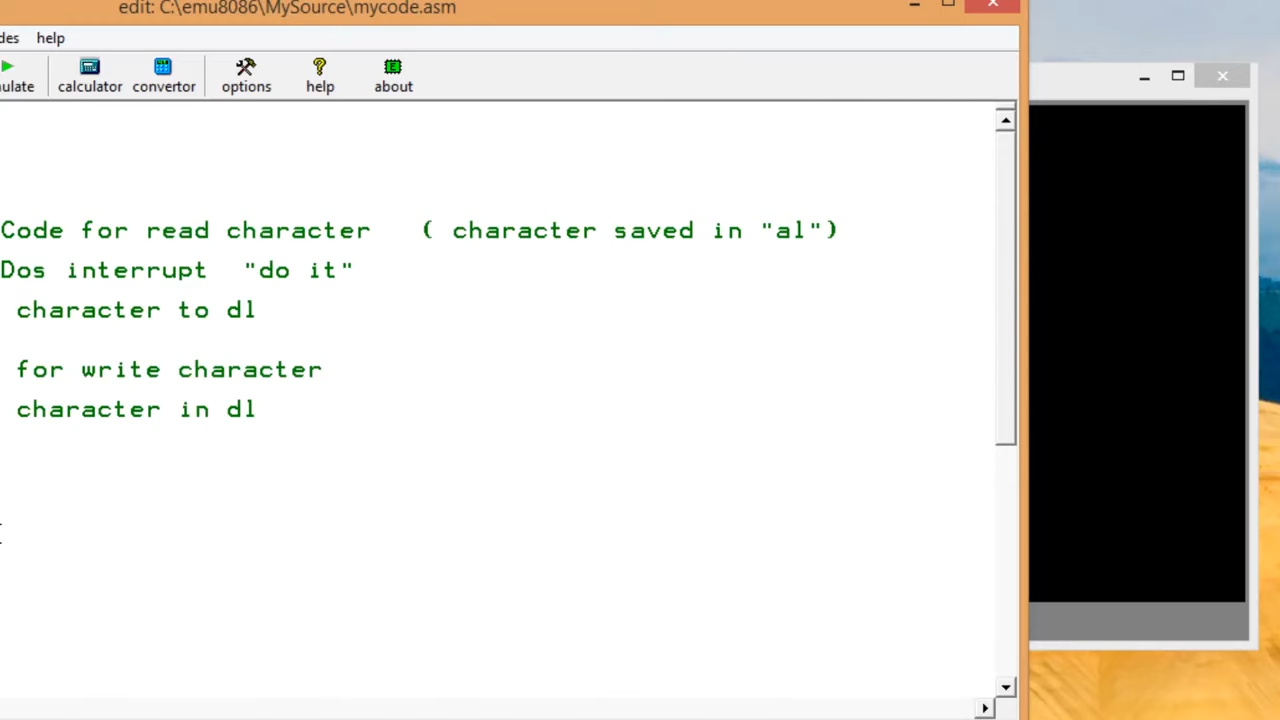 edit: C:\emu8086\MySource\mycode.asm
des help
ulate calculator convertor options help about
Code for read character ( character saved in "al")
Dos interrupt "do it"
character to dl
for write character
character in dl